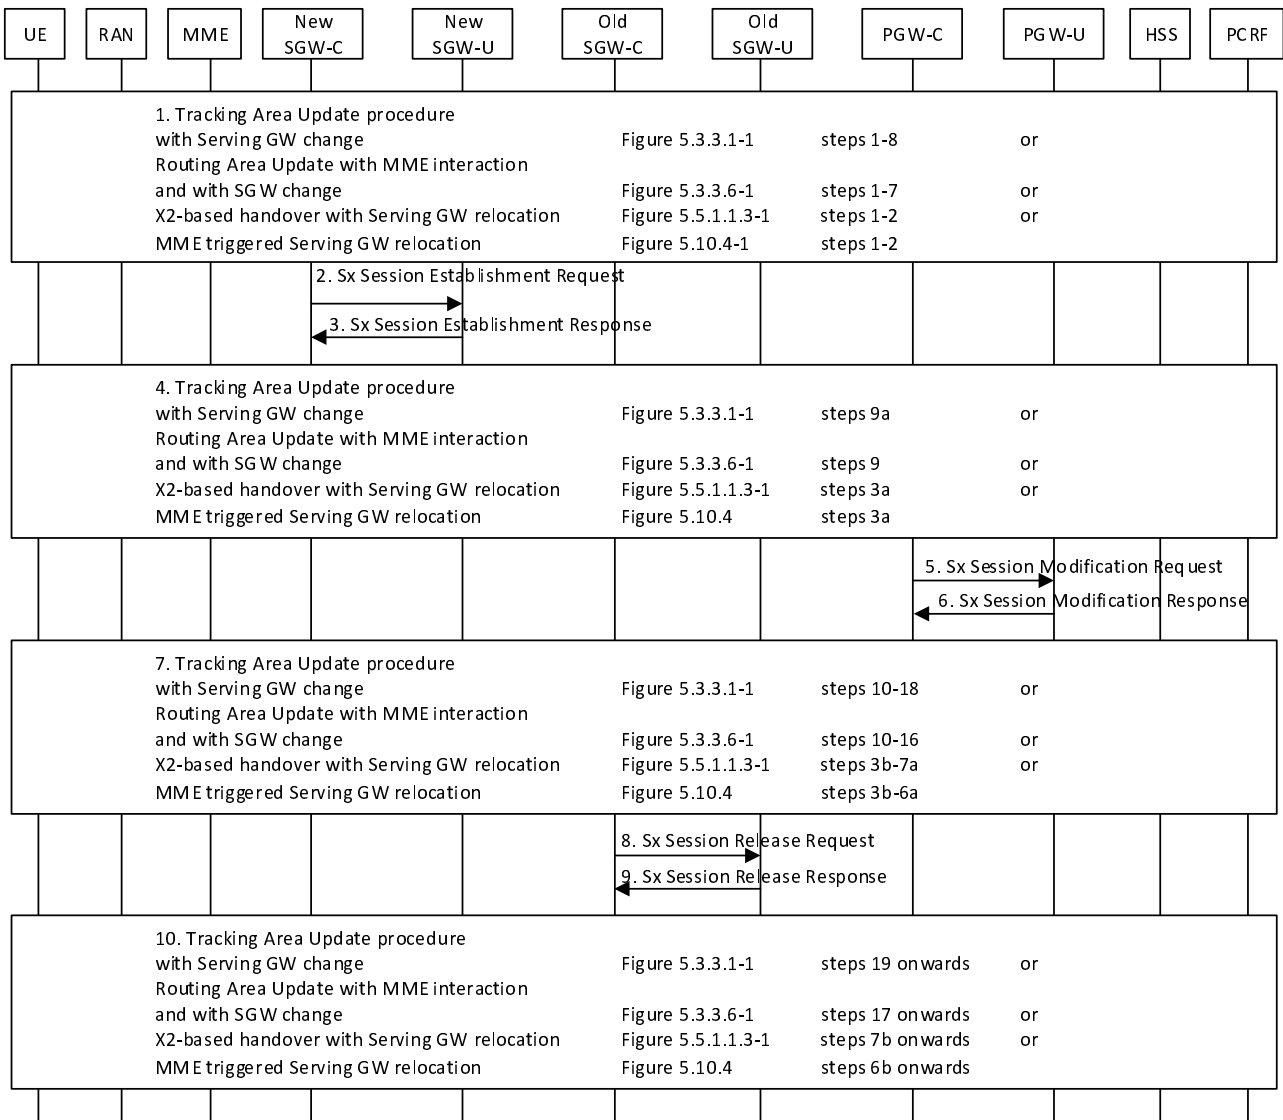 UE RAN MME New SGW-C New SGW-U Old SGW-C Old SGW-U PGW-C PGW-U HSS PCRF
1. Tracking Area Update procedure
with Serving GW change Figure 5.3.3.1-1 steps 1-8 or
Routing Area Update with MME interaction
and with SGW change Figure 5.3.3.6-1 steps 1-7 or
X2-based handover with Serving GW relocation Figure 5.5.1.1.3-1 steps 1-2 or
MME triggered Serving GW relocation Figure 5.10.4-1 steps 1-2
2. Sx Session Establishment Request
3. Sx Session Establishment Response
4. Tracking Area Update procedure
with Serving GW change Figure 5.3.3.1-1 steps 9a or
Routing Area Update with MME interaction
and with SGW change Figure 5.3.3.6-1 steps 9 or
X2-based handover with Serving GW relocation Figure 5.5.1.1.3-1 steps 3a or
MME triggered Serving GW relocation Figure 5.10.4 steps 3a
5. Sx Session Modification Request
6. Sx Session Modification Response
7. Tracking Area Update procedure
with Serving GW change Figure 5.3.3.1-1 steps 10-18 or
Routing Area Update with MME interaction
and with SGW change Figure 5.3.3.6-1 steps 10-16 or
X2-based handover with Serving GW relocation Figure 5.5.1.1.3-1 steps 3b-7a or
MME triggered Serving GW relocation Figure 5.10.4 steps 3b-6a
8. Sx Session Release Request
9. Sx Session Release Response
10. Tracking Area Update procedure
with Serving GW change Figure 5.3.3.1-1 steps 19 onwards or
Routing Area Update with MME interaction
and with SGW change Figure 5.3.3.6-1 steps 17 onwards or
X2-based handover with Serving GW relocation Figure 5.5.1.1.3-1 steps 7b onwards or
MME triggered Serving GW relocation Figure 5.10.4 steps 6b onwards